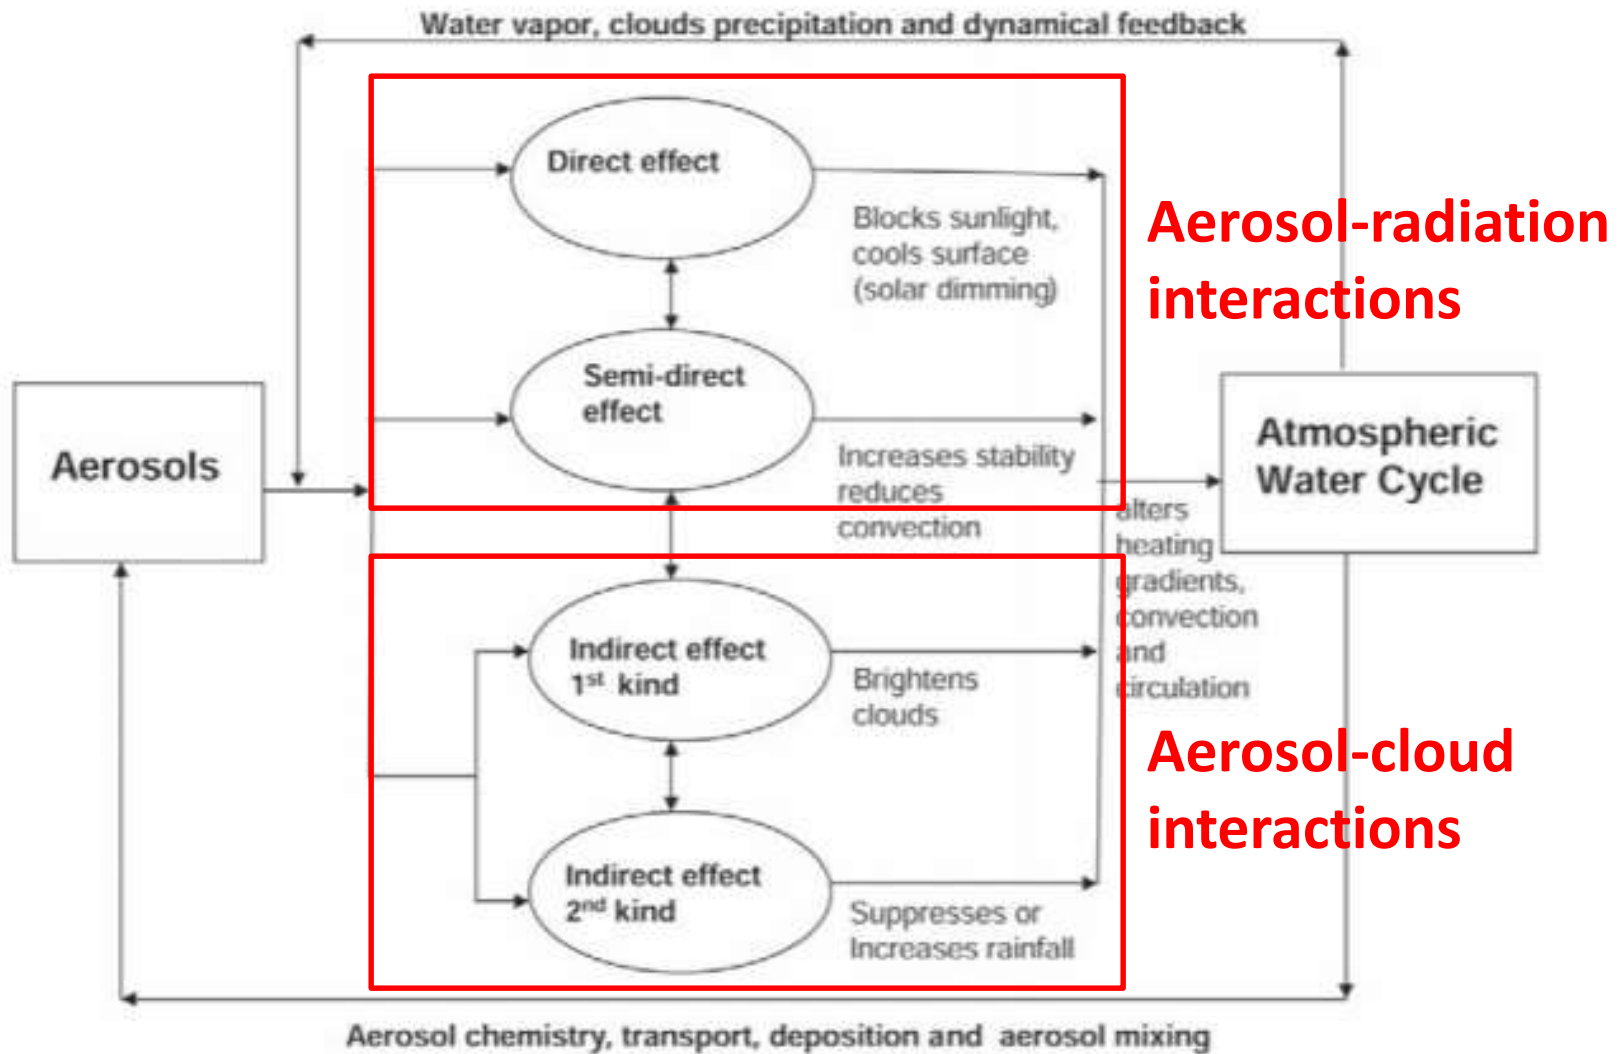 Water vapor, clouds precipitation and dynamical feedback
Direct effect
Blocks sunlight,
cools surface
(solar dimming)
Aerosol-radiation
interactions
Semi-direct
effect
Increases stability
reduces
convection
Aerosols
Atmospheric
Water Cycle
alters
heating
gradients,
convection
and
circulation
Indirect effect
1st kind
Brightens
clouds
Aerosol-cloud
interactions
Indirect effect
2nd kind
Suppresses or
Increases rainfall
Aerosol chemistry, transport, deposition and aerosol mixing